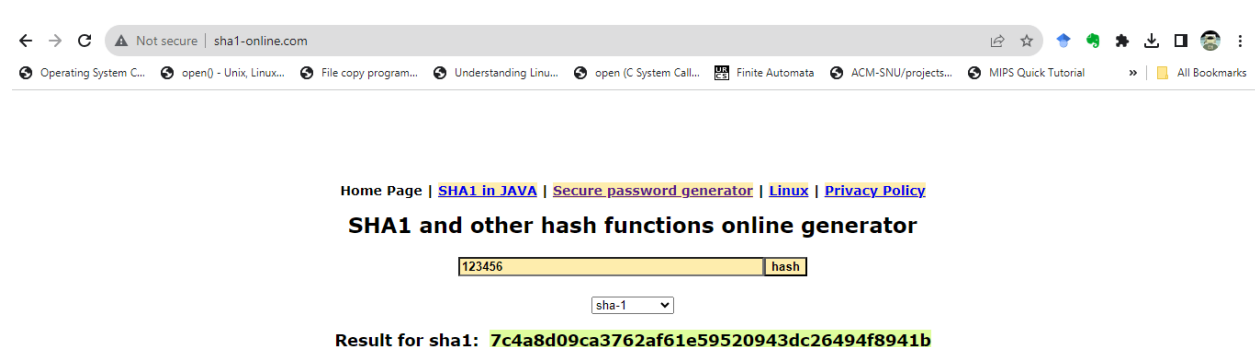 Not secure | sha1-online.com
Operating System C... open() - Unix, Linux... File copy program... Understanding Linu... open (C System Call... UR CS Finite Automata ACM-SNU/projects... MIPS Quick Tutorial » All Bookmarks
Home Page | SHA1 in JAVA | Secure password generator | Linux | Privacy Policy
SHA1 and other hash functions online generator
123456 hash
sha-1
Result for sha1: 7c4a8d09ca3762af61e59520943dc26494f8941b